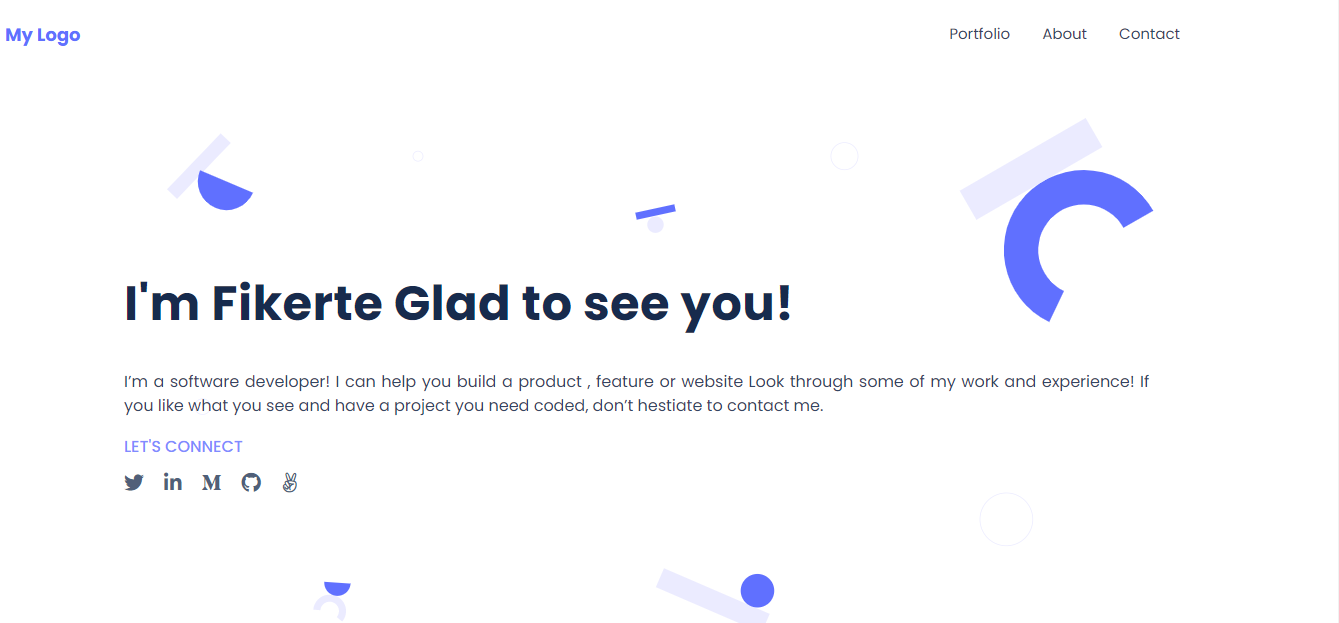 My Logo
Portfolio About Contact
I'm Fikerte Glad to see you!
I’m a software developer! I can help you build a product , feature or website Look through some of my work and experience! If
you like what you see and have a project you need coded, don’t hestiate to contact me.
LET'S CONNECT